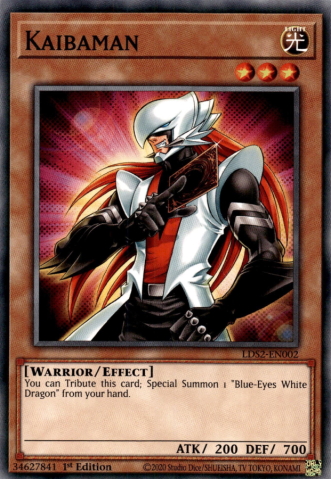 Kaibaman
LIGHT
光
LDS2-EN002
[Warrior/Effect]
You can Tribute this card; Special Summon 1 "Blue-Eyes White
Dragon" from your hand.
ATK/ 200 DEF/ 700
34627841 1st Edition ©2020 Studio Dice/SHUEISHA, TV TOKYO, KONAMI